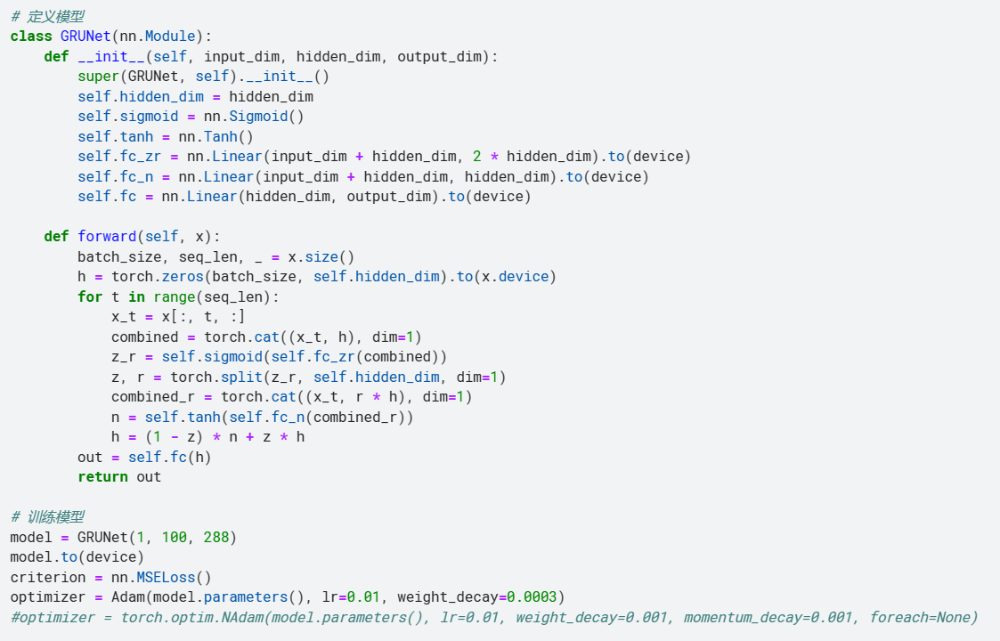 # 定义模型
class GRUNet(nn.Module):
    def __init__(self, input_dim, hidden_dim, output_dim):
        super(GRUNet, self).__init__()
        self.hidden_dim = hidden_dim
        self.sigmoid = nn.Sigmoid()
        self.tanh = nn.Tanh()
        self.fc_zr = nn.Linear(input_dim + hidden_dim, 2 * hidden_dim).to(device)
        self.fc_n = nn.Linear(input_dim + hidden_dim, hidden_dim).to(device)
        self.fc = nn.Linear(hidden_dim, output_dim).to(device)

    def forward(self, x):
        batch_size, seq_len, _ = x.size()
        h = torch.zeros(batch_size, self.hidden_dim).to(x.device)
        for t in range(seq_len):
            x_t = x[:, t, :]
            combined = torch.cat((x_t, h), dim=1)
            z_r = self.sigmoid(self.fc_zr(combined))
            z, r = torch.split(z_r, self.hidden_dim, dim=1)
            combined_r = torch.cat((x_t, r * h), dim=1)
            n = self.tanh(self.fc_n(combined_r))
            h = (1 - z) * n + z * h
        out = self.fc(h)
        return out

# 训练模型
model = GRUNet(1, 100, 288)
model.to(device)
criterion = nn.MSELoss()
optimizer = Adam(model.parameters(), lr=0.01, weight_decay=0.0003)
#optimizer = torch.optim.NAdam(model.parameters(), lr=0.01, weight_decay=0.001, momentum_decay=0.001, foreach=None)